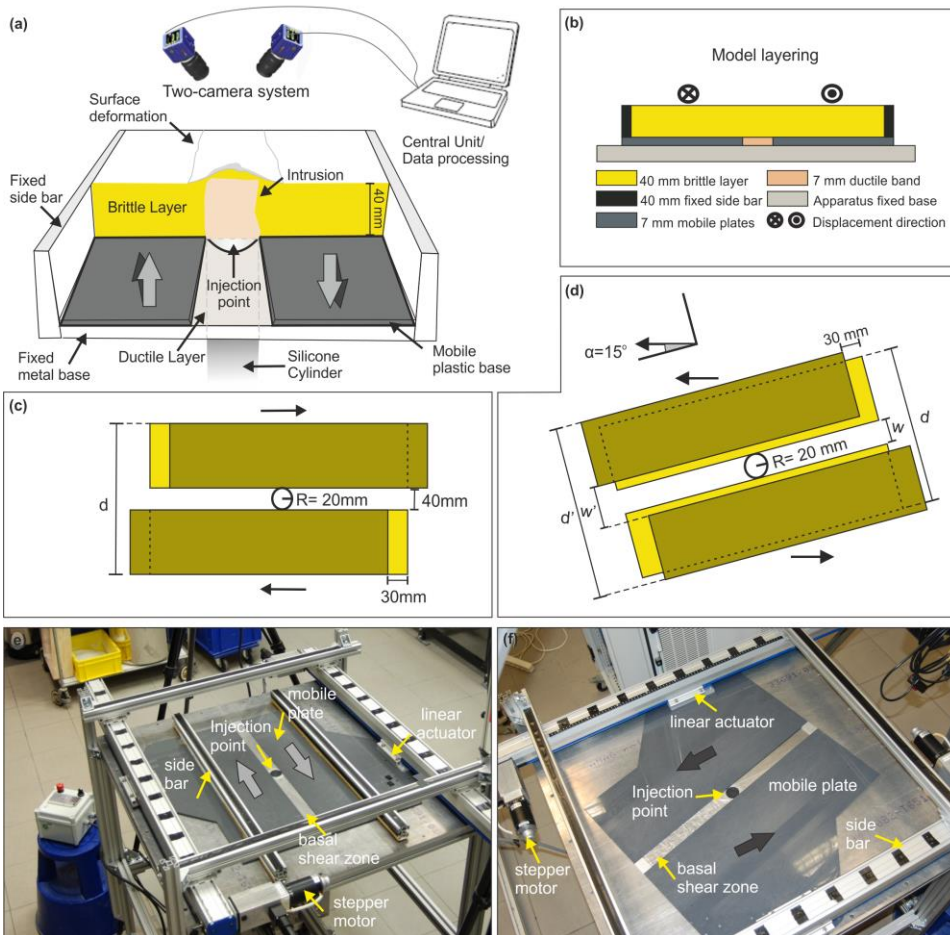 (a)
Two-camera system
Surface
deformation
Central Unit/
Data processing
Fixed
side bar
Intrusion
Brittle Layer
40 mm
Injection
point
Fixed
metal base
Ductile Layer
Silicone
Cylinder
Mobile
plastic base
(b)
Model layering
40 mm brittle layer
7 mm ductile band
40 mm fixed side bar
Apparatus fixed base
7 mm mobile plates
Displacement direction
(c)
d
R= 20mm
40mm
30mm
(d)
α=15°
30 mm
w
d
R= 20 mm
w'
d'
(e)
mobile
plate
Injection
point
linear
actuator
side
bar
basal
shear zone
stepper
motor
(f)
linear actuator
Injection
point
mobile plate
side
bar
basal
shear zone
stepper
motor